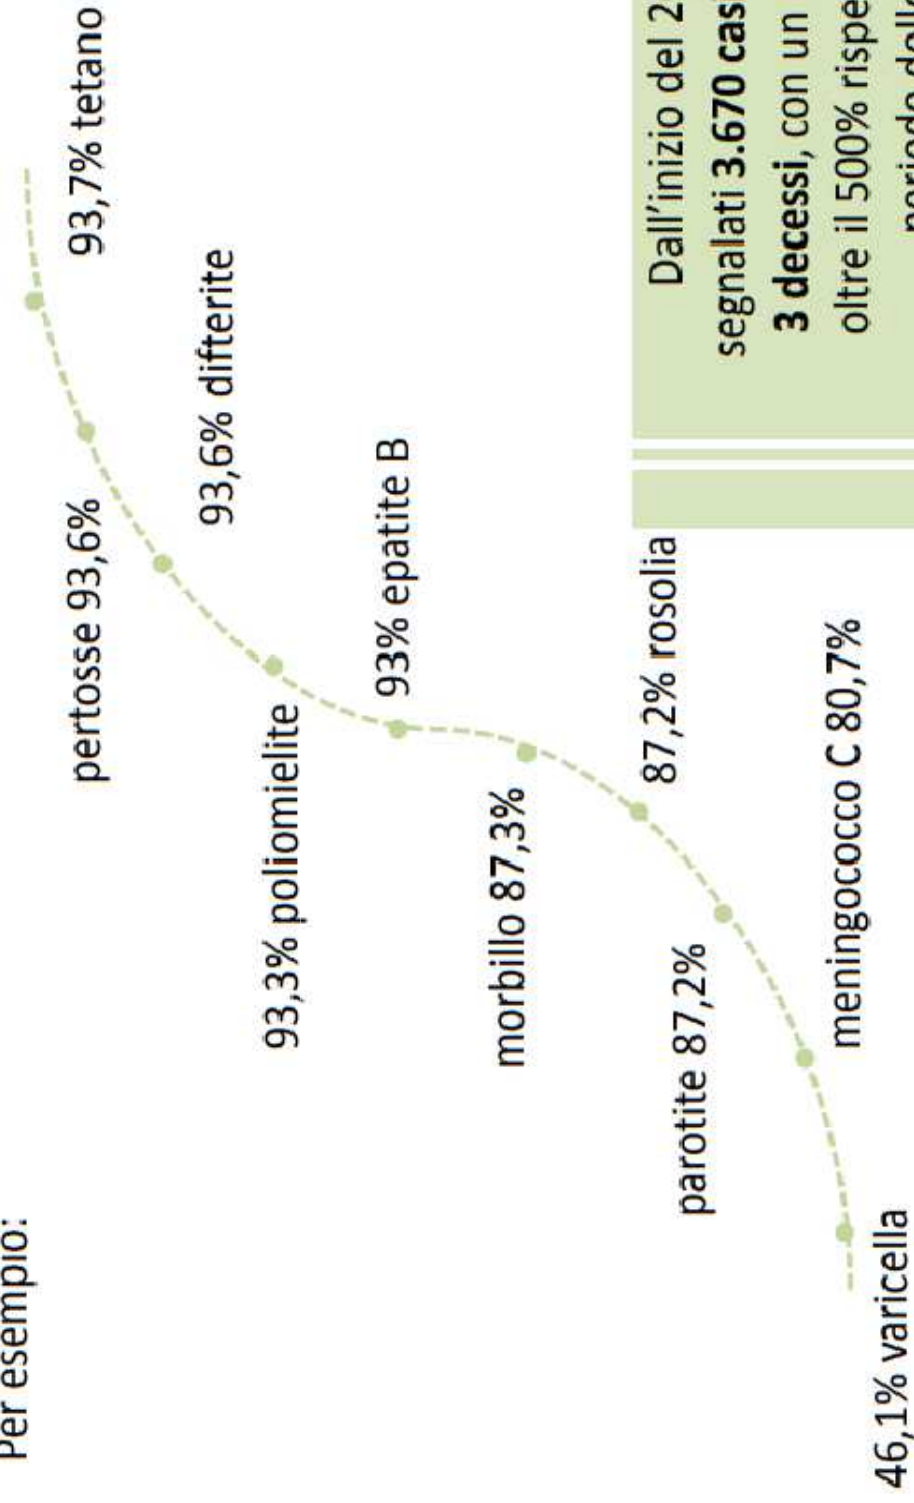 Per esempio:
93,7% tetano
pertosse 93,6%
93,6% difterite
93,3% poliomielite
93% epatite B
morbillo 87,3%
87,2% rosolia
parotite 87,2%
meningococco C 80,7%
46,1% varicella
Dall'inizio del 2
segnalati 3.670 cas
3 decessi, con un
oltre il 500% rispe
periodo dell